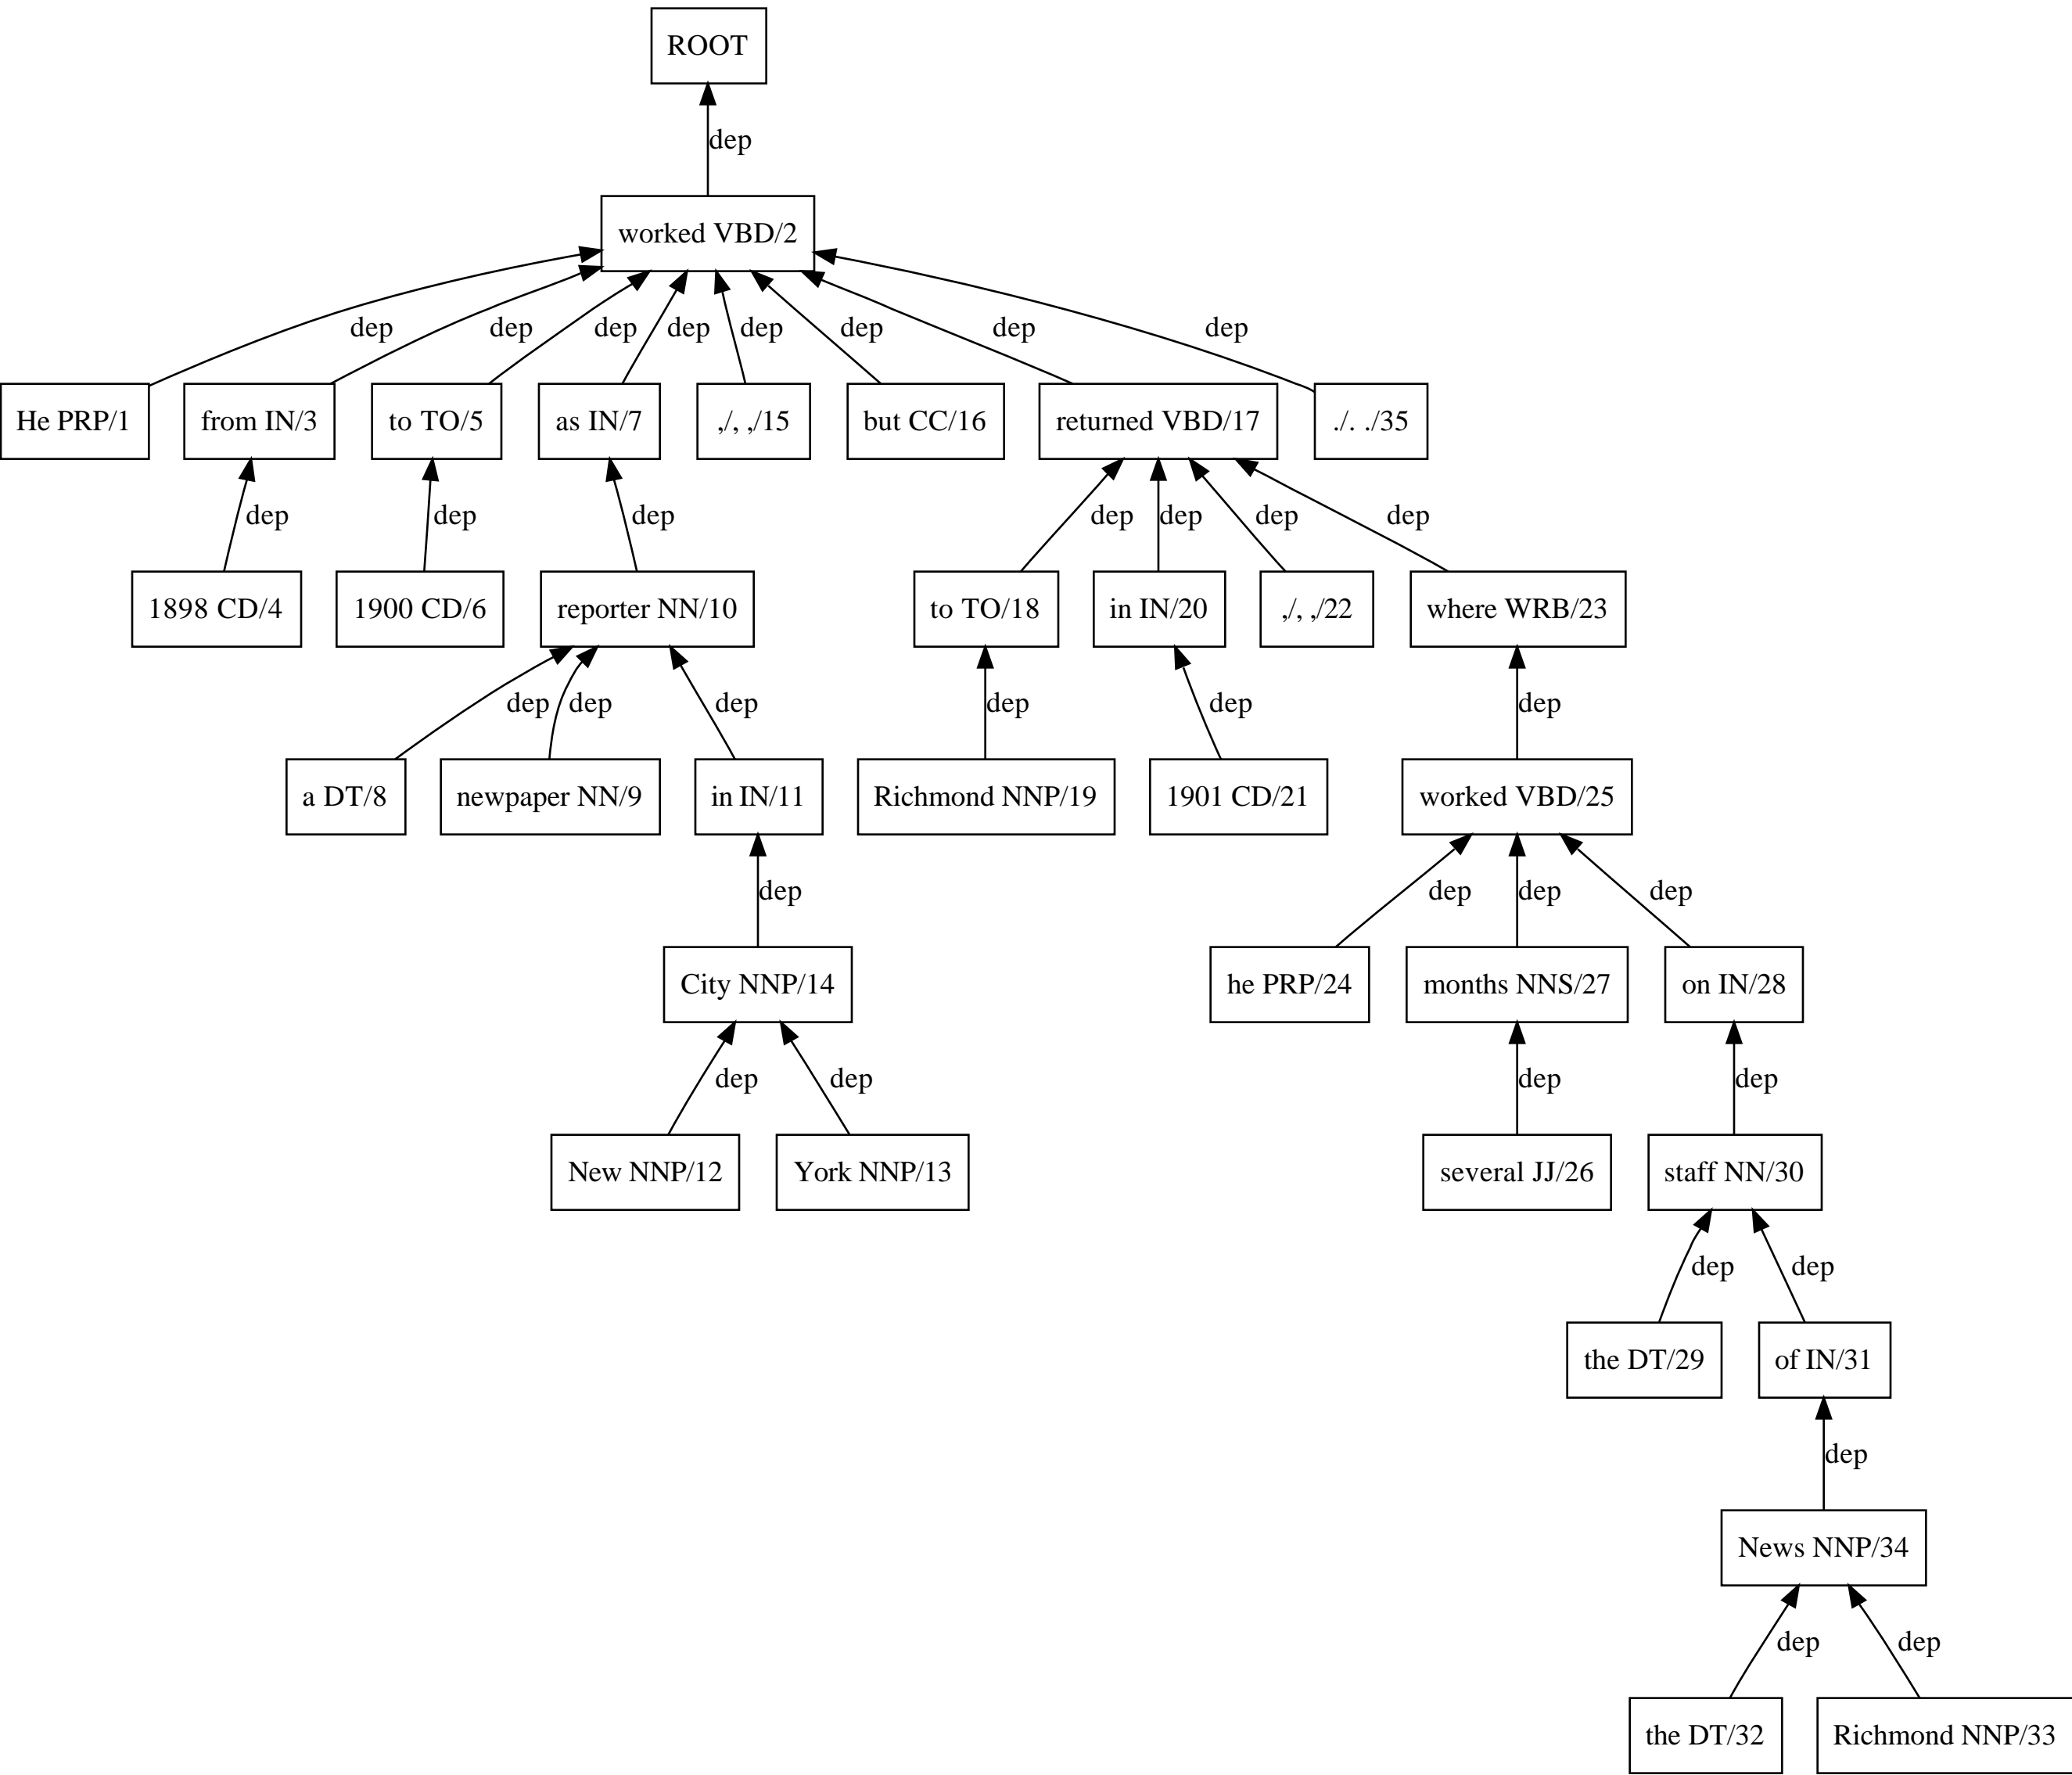 ROOT
dep
worked VBD/2
dep dep dep dep dep dep dep dep
He PRP/1 from IN/3 to TO/5 as IN/7 ,/, ,/15 but CC/16 returned VBD/17 ./. ./35
dep dep dep dep dep dep dep
1898 CD/4 1900 CD/6 reporter NN/10 to TO/18 in IN/20 ,/, ,/22 where WRB/23
dep dep dep dep dep dep
a DT/8 newpaper NN/9 in IN/11 Richmond NNP/19 1901 CD/21 worked VBD/25
dep dep dep dep
City NNP/14 he PRP/24 months NNS/27 on IN/28
dep dep dep dep
New NNP/12 York NNP/13 several JJ/26 staff NN/30
dep dep
the DT/29 of IN/31
dep
News NNP/34
dep dep
the DT/32 Richmond NNP/33